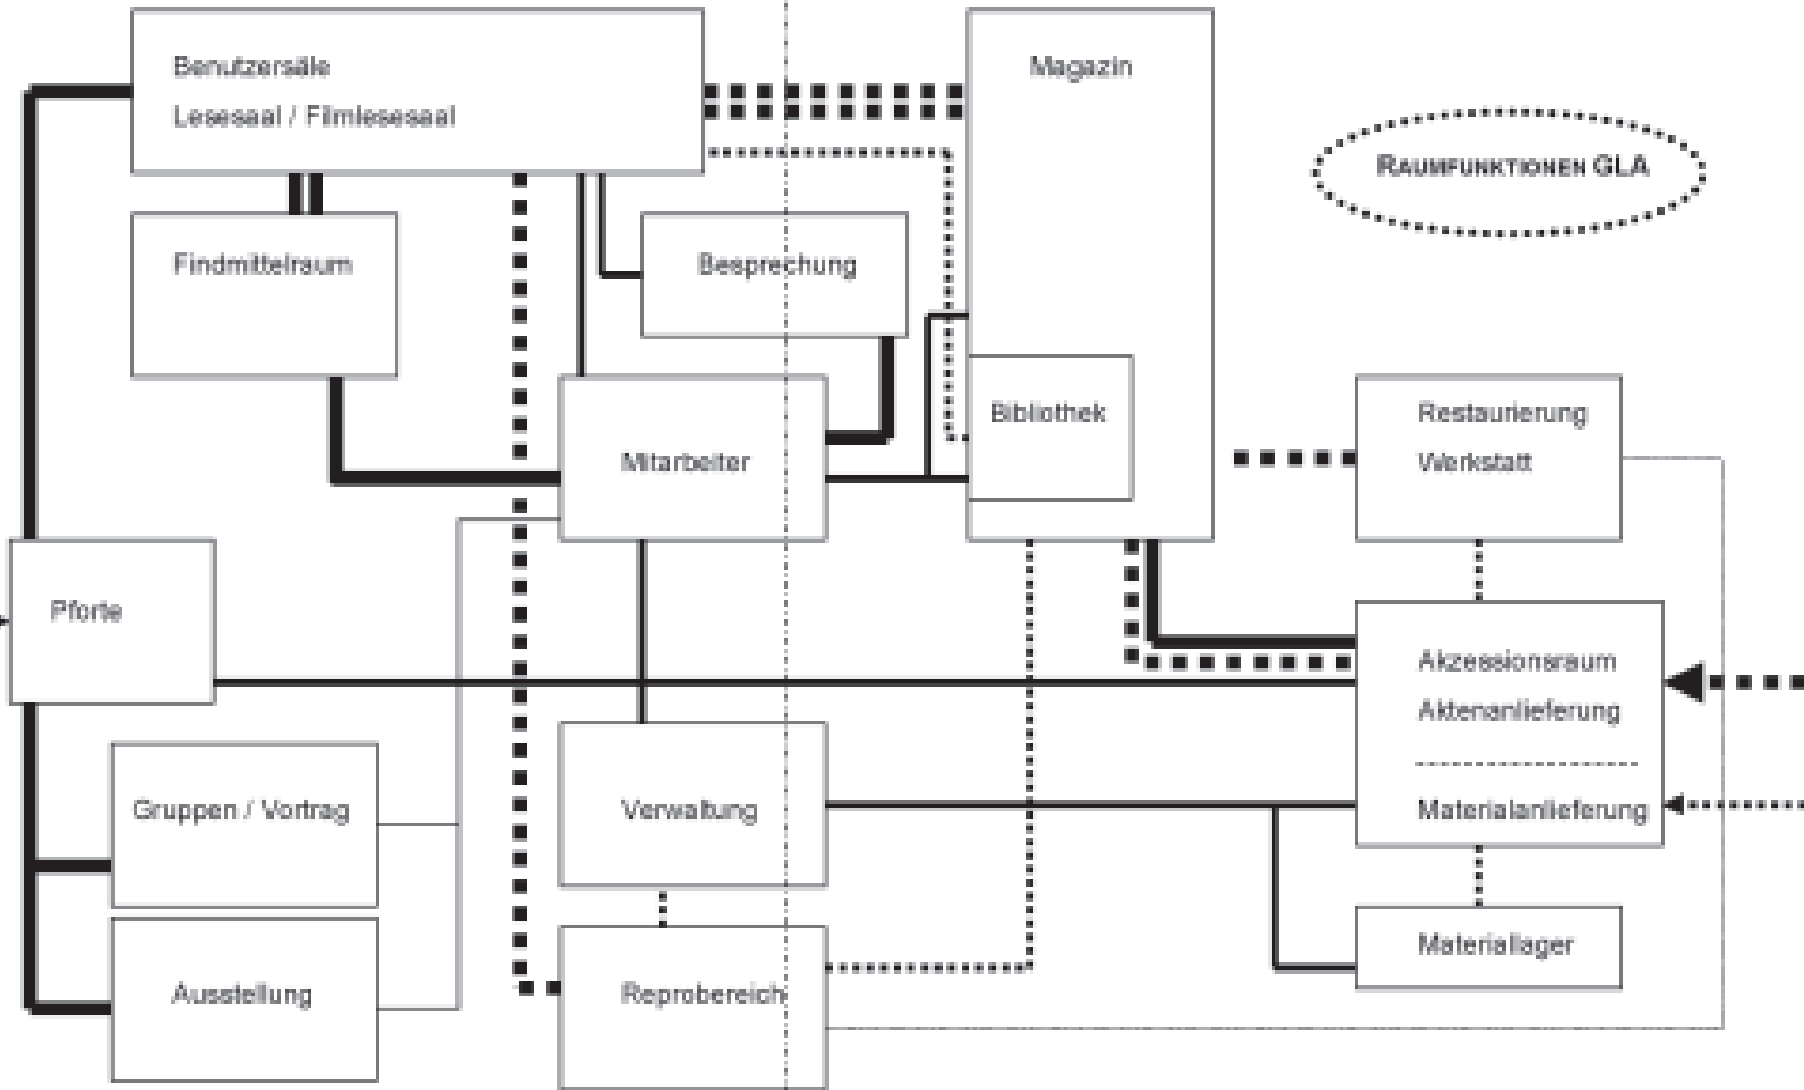 Benutzersäle
Lesesaal / Filmlesesaal
Magazin
RAUMFUNKTIONEN GLA
Findmittelraum
Besprechung
Bibliothek
Restaurierung
Werkstatt
Mitarbeiter
Pforte
Akzessionsraum
Aktenanlieferung
Materialanlieferung
Gruppen / Vortrag
Verwaltung
Materiallager
Ausstellung
Reprobereich